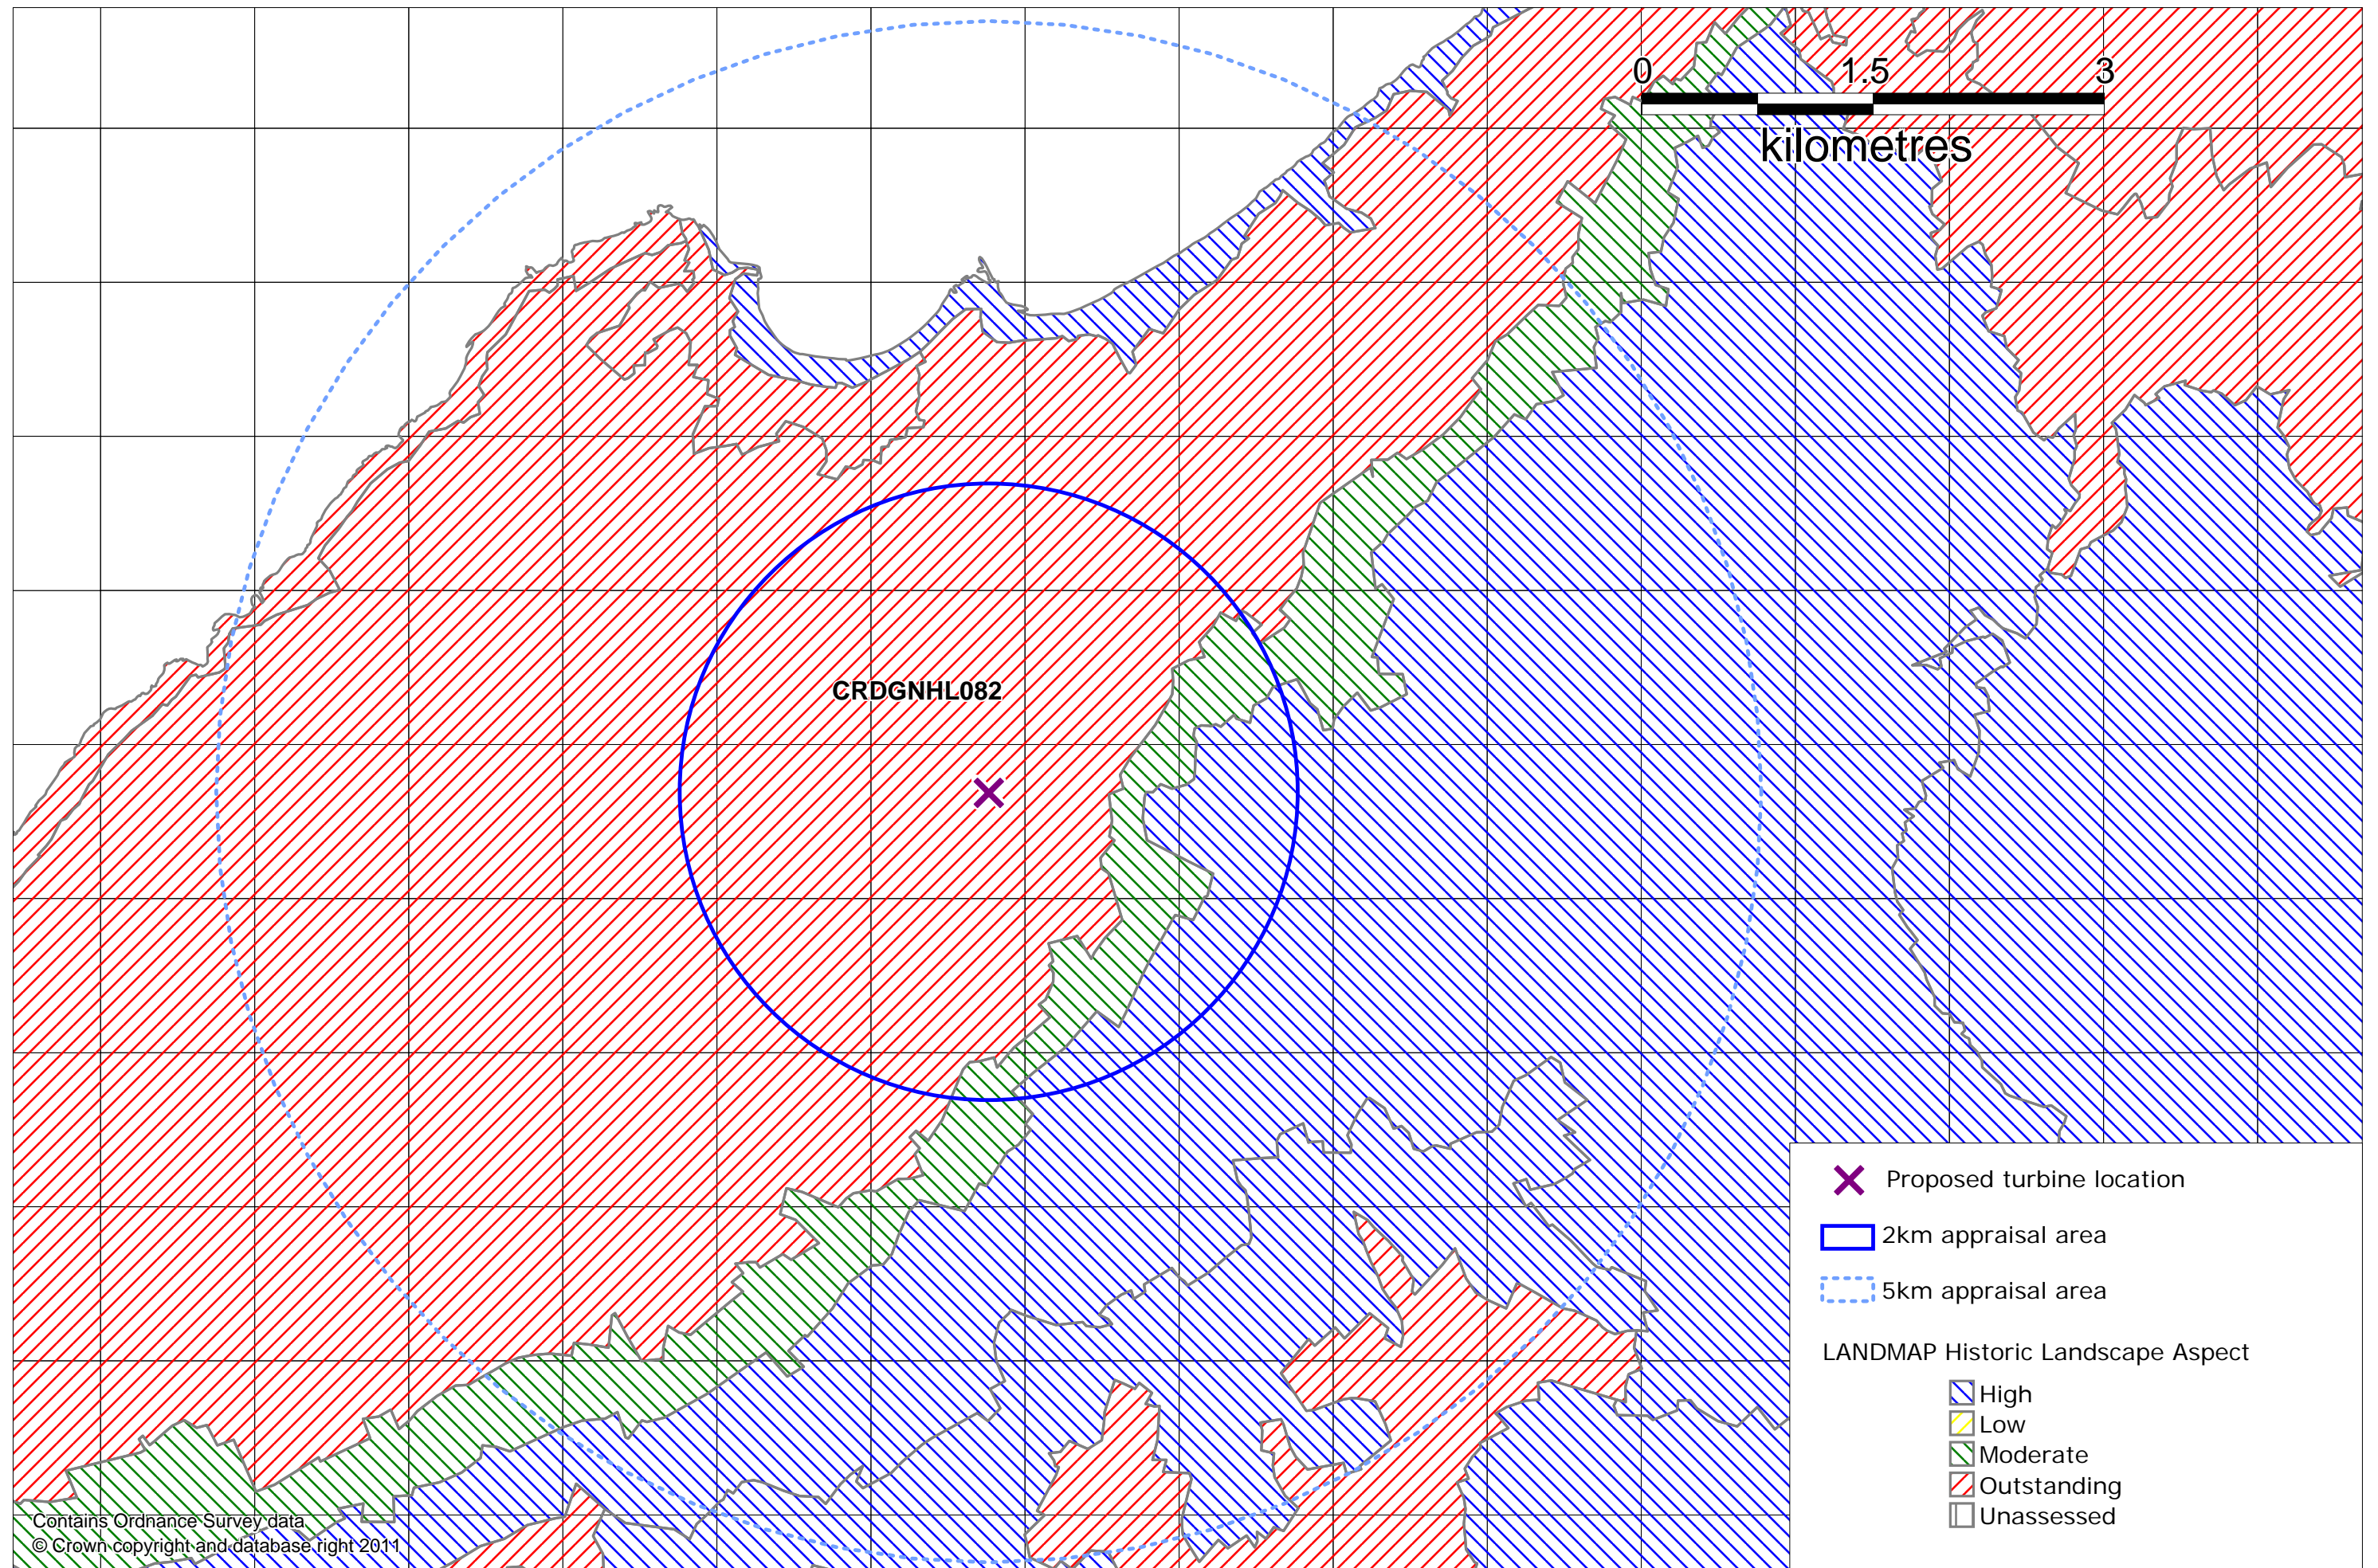 0 1.5 3
kilometres
CRDGNHL082
Proposed turbine location
2km appraisal area
5km appraisal area
LANDMAP Historic Landscape Aspect
High
Low
Moderate
Outstanding
Unassessed
Contains Ordnance Survey data
© Crown copyright and database right 2011